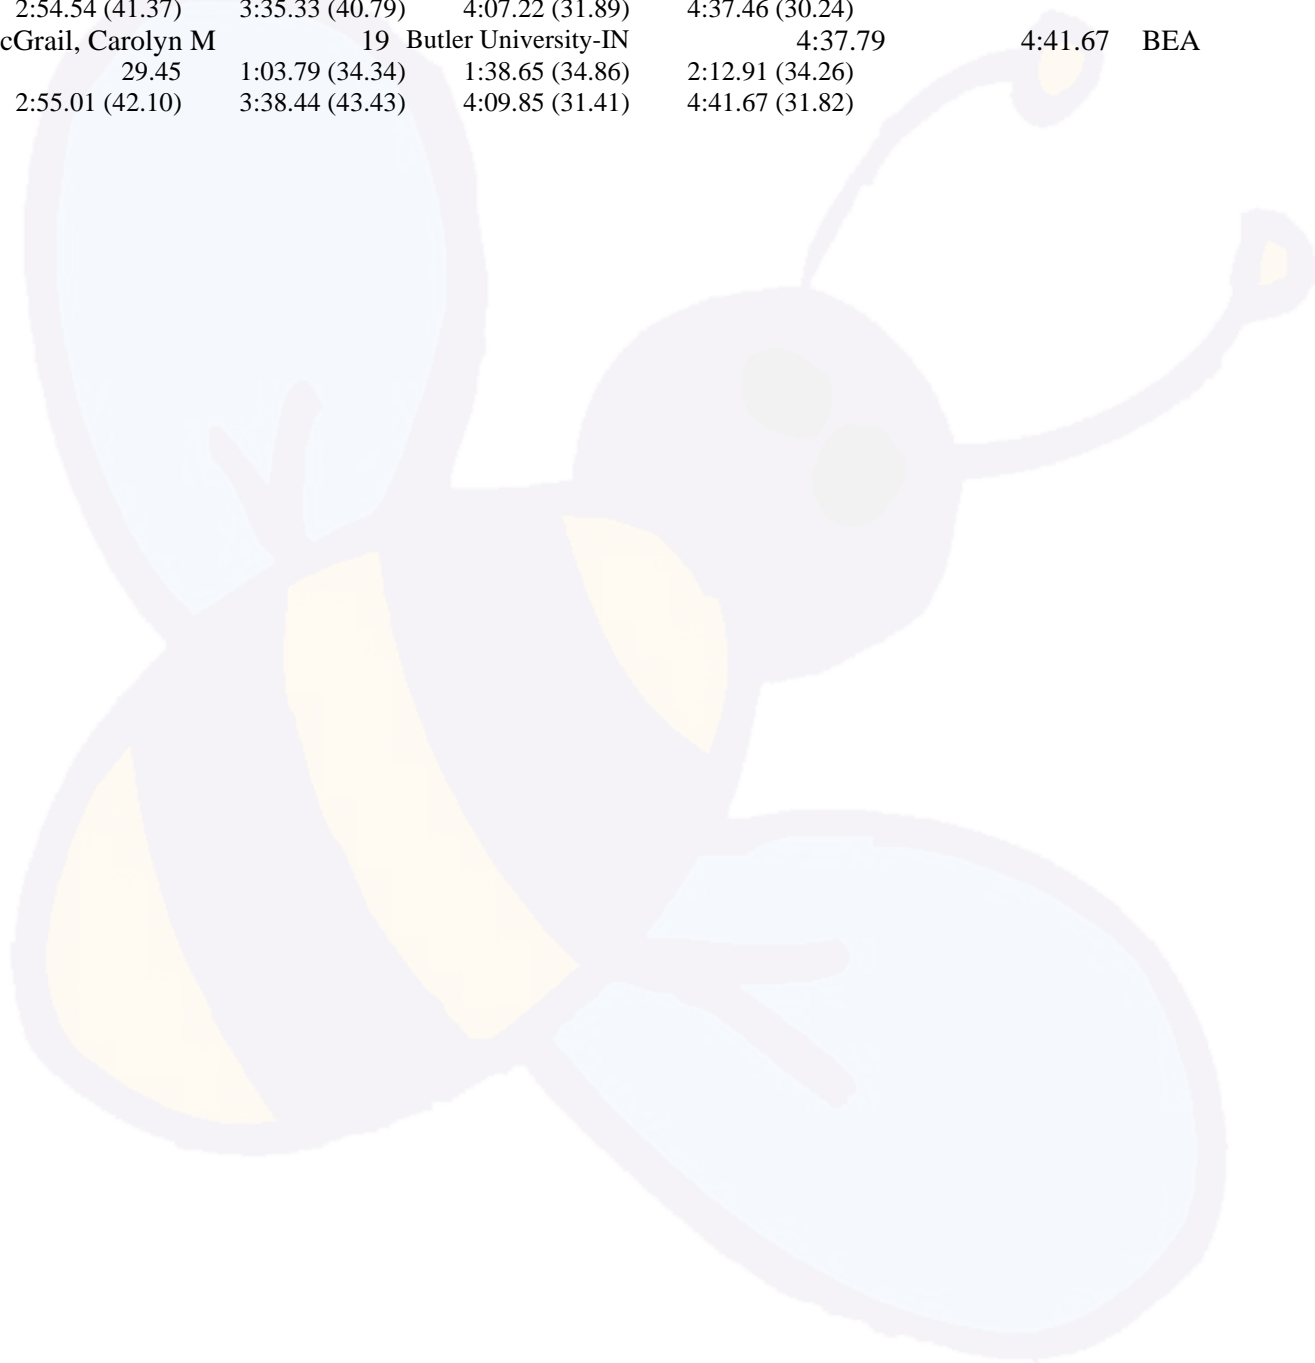 2:54.54 (41.37) 3:35.33 (40.79) 4:07.22 (31.89) 4:37.46 (30.24)
cGrail, Carolyn M 19 Butler University-IN 4:37.79 4:41.67 BEA
29.45 1:03.79 (34.34) 1:38.65 (34.86) 2:12.91 (34.26)
2:55.01 (42.10) 3:38.44 (43.43) 4:09.85 (31.41) 4:41.67 (31.82)